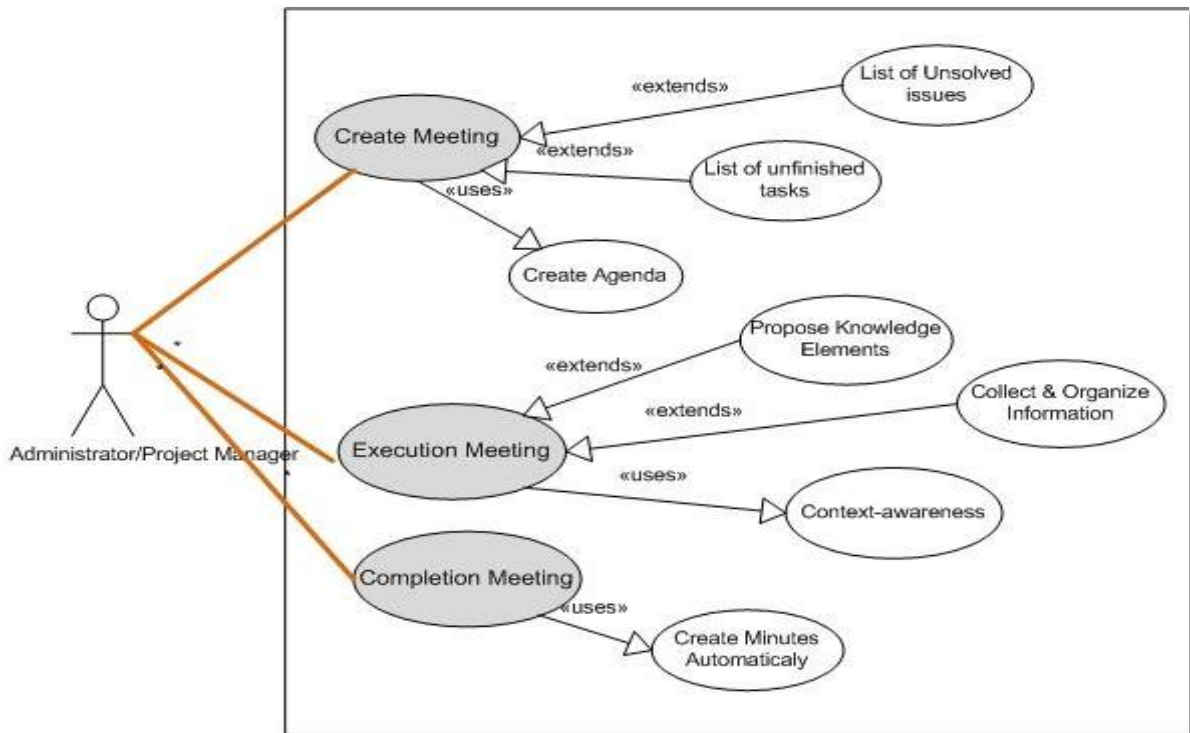 List of Unsolved
issues
«extends»
Create Meeting
«extends»
List of unfinished
tasks
«uses»
Create Agenda
Propose Knowledge
Elements
«extends»
Collect & Organize
Information
«extends»
Administrator/Project Manager
Execution Meeting
«uses»
Context-awareness
Completion Meeting
«uses»
Create Minutes
Automaticaly